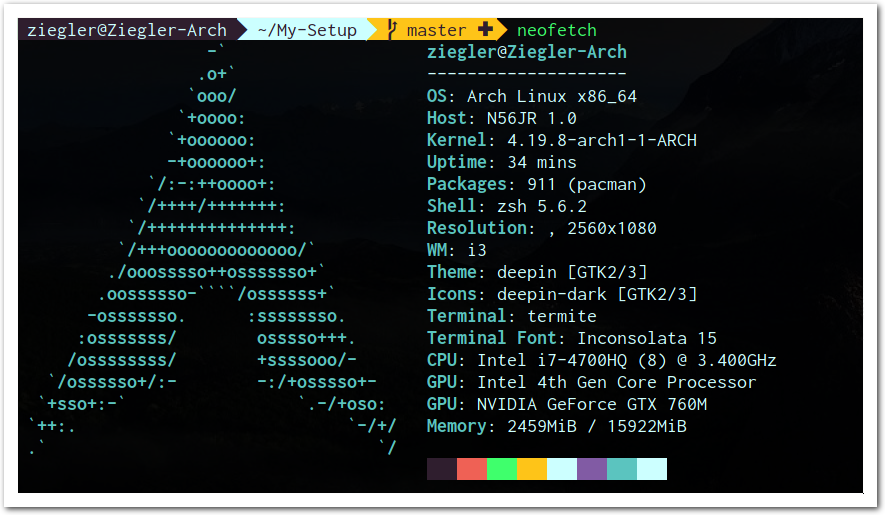 ziegler@Ziegler-Arch ~/My-Setup master ✚ neofetch
-` ziegler@Ziegler-Arch
.o+` --------------------
`ooo/ OS: Arch Linux x86_64
`+oooo: Host: N56JR 1.0
`+oooooo: Kernel: 4.19.8-arch1-1-ARCH
-+oooooo+: Uptime: 34 mins
`/:-:++oooo+: Packages: 911 (pacman)
`/++++/+++++++: Shell: zsh 5.6.2
`/++++++++++++++: Resolution: , 2560x1080
`/+++ooooooooooooo/` WM: i3
./ooosssso++osssssso+` Theme: deepin [GTK2/3]
.oossssso-````/ossssss+` Icons: deepin-dark [GTK2/3]
-osssssso. :ssssssso. Terminal: termite
:osssssss/ osssso+++. Terminal Font: Inconsolata 15
/ossssssss/ +ssssooo/- CPU: Intel i7-4700HQ (8) @ 3.400GHz
`/ossssso+/:- -:/+osssso+- GPU: Intel 4th Gen Core Processor
`+sso+:-` `.-/+oso: GPU: NVIDIA GeForce GTX 760M
`++:. `-/+/ Memory: 2459MiB / 15922MiB
.` `/